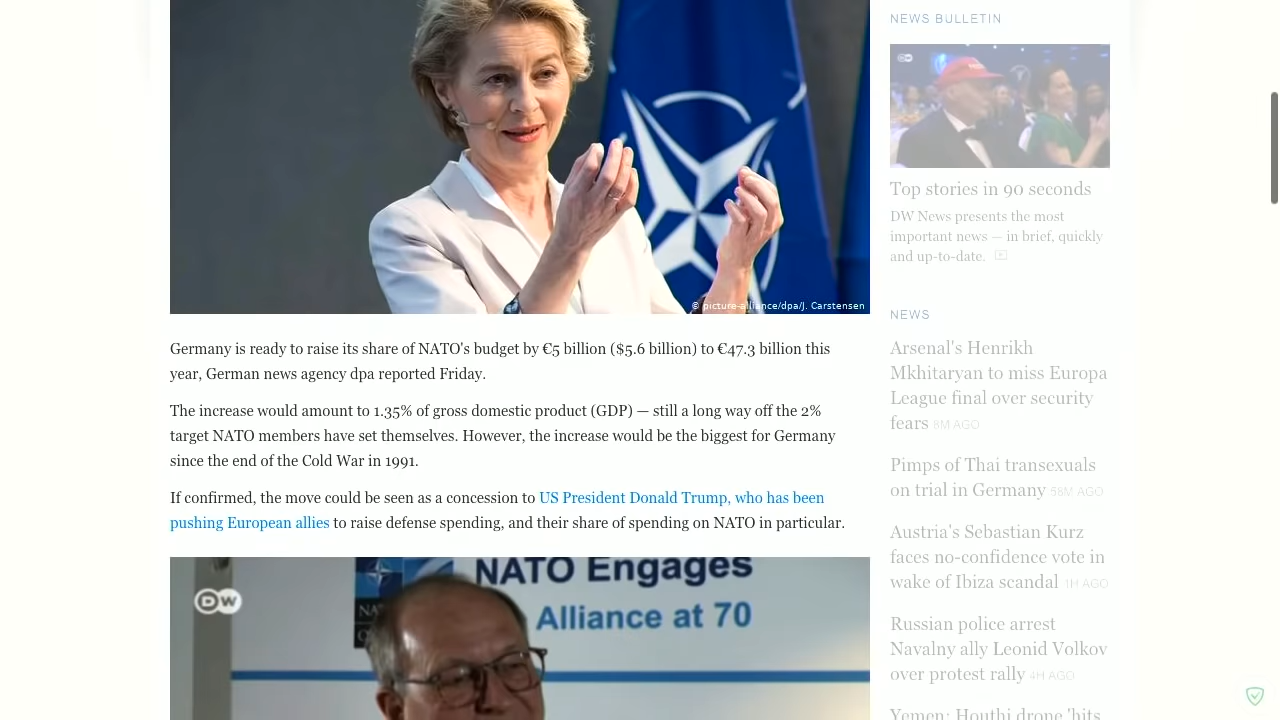 © picture-alliance/dpa/J. Carstensen
Germany is ready to raise its share of NATO's budget by €5 billion ($5.6 billion) to €47.3 billion this
year, German news agency dpa reported Friday.
The increase would amount to 1.35% of gross domestic product (GDP) — still a long way off the 2%
target NATO members have set themselves. However, the increase would be the biggest for Germany
since the end of the Cold War in 1991.
If confirmed, the move could be seen as a concession to US President Donald Trump, who has been
pushing European allies to raise defense spending, and their share of spending on NATO in particular.
DW
NATO Engages
Alliance at 70
NEWS BULLETIN
DW
Top stories in 90 seconds
DW News presents the most
important news — in brief, quickly
and up-to-date.
NEWS
Arsenal's Henrikh
Mkhitaryan to miss Europa
League final over security
fears 8M AGO
Pimps of Thai transexuals
on trial in Germany 58M AGO
Austria's Sebastian Kurz
faces no-confidence vote in
wake of Ibiza scandal 1H AGO
Russian police arrest
Navalny ally Leonid Volkov
over protest rally 4H AGO
Yemen: Houthi drone 'hits